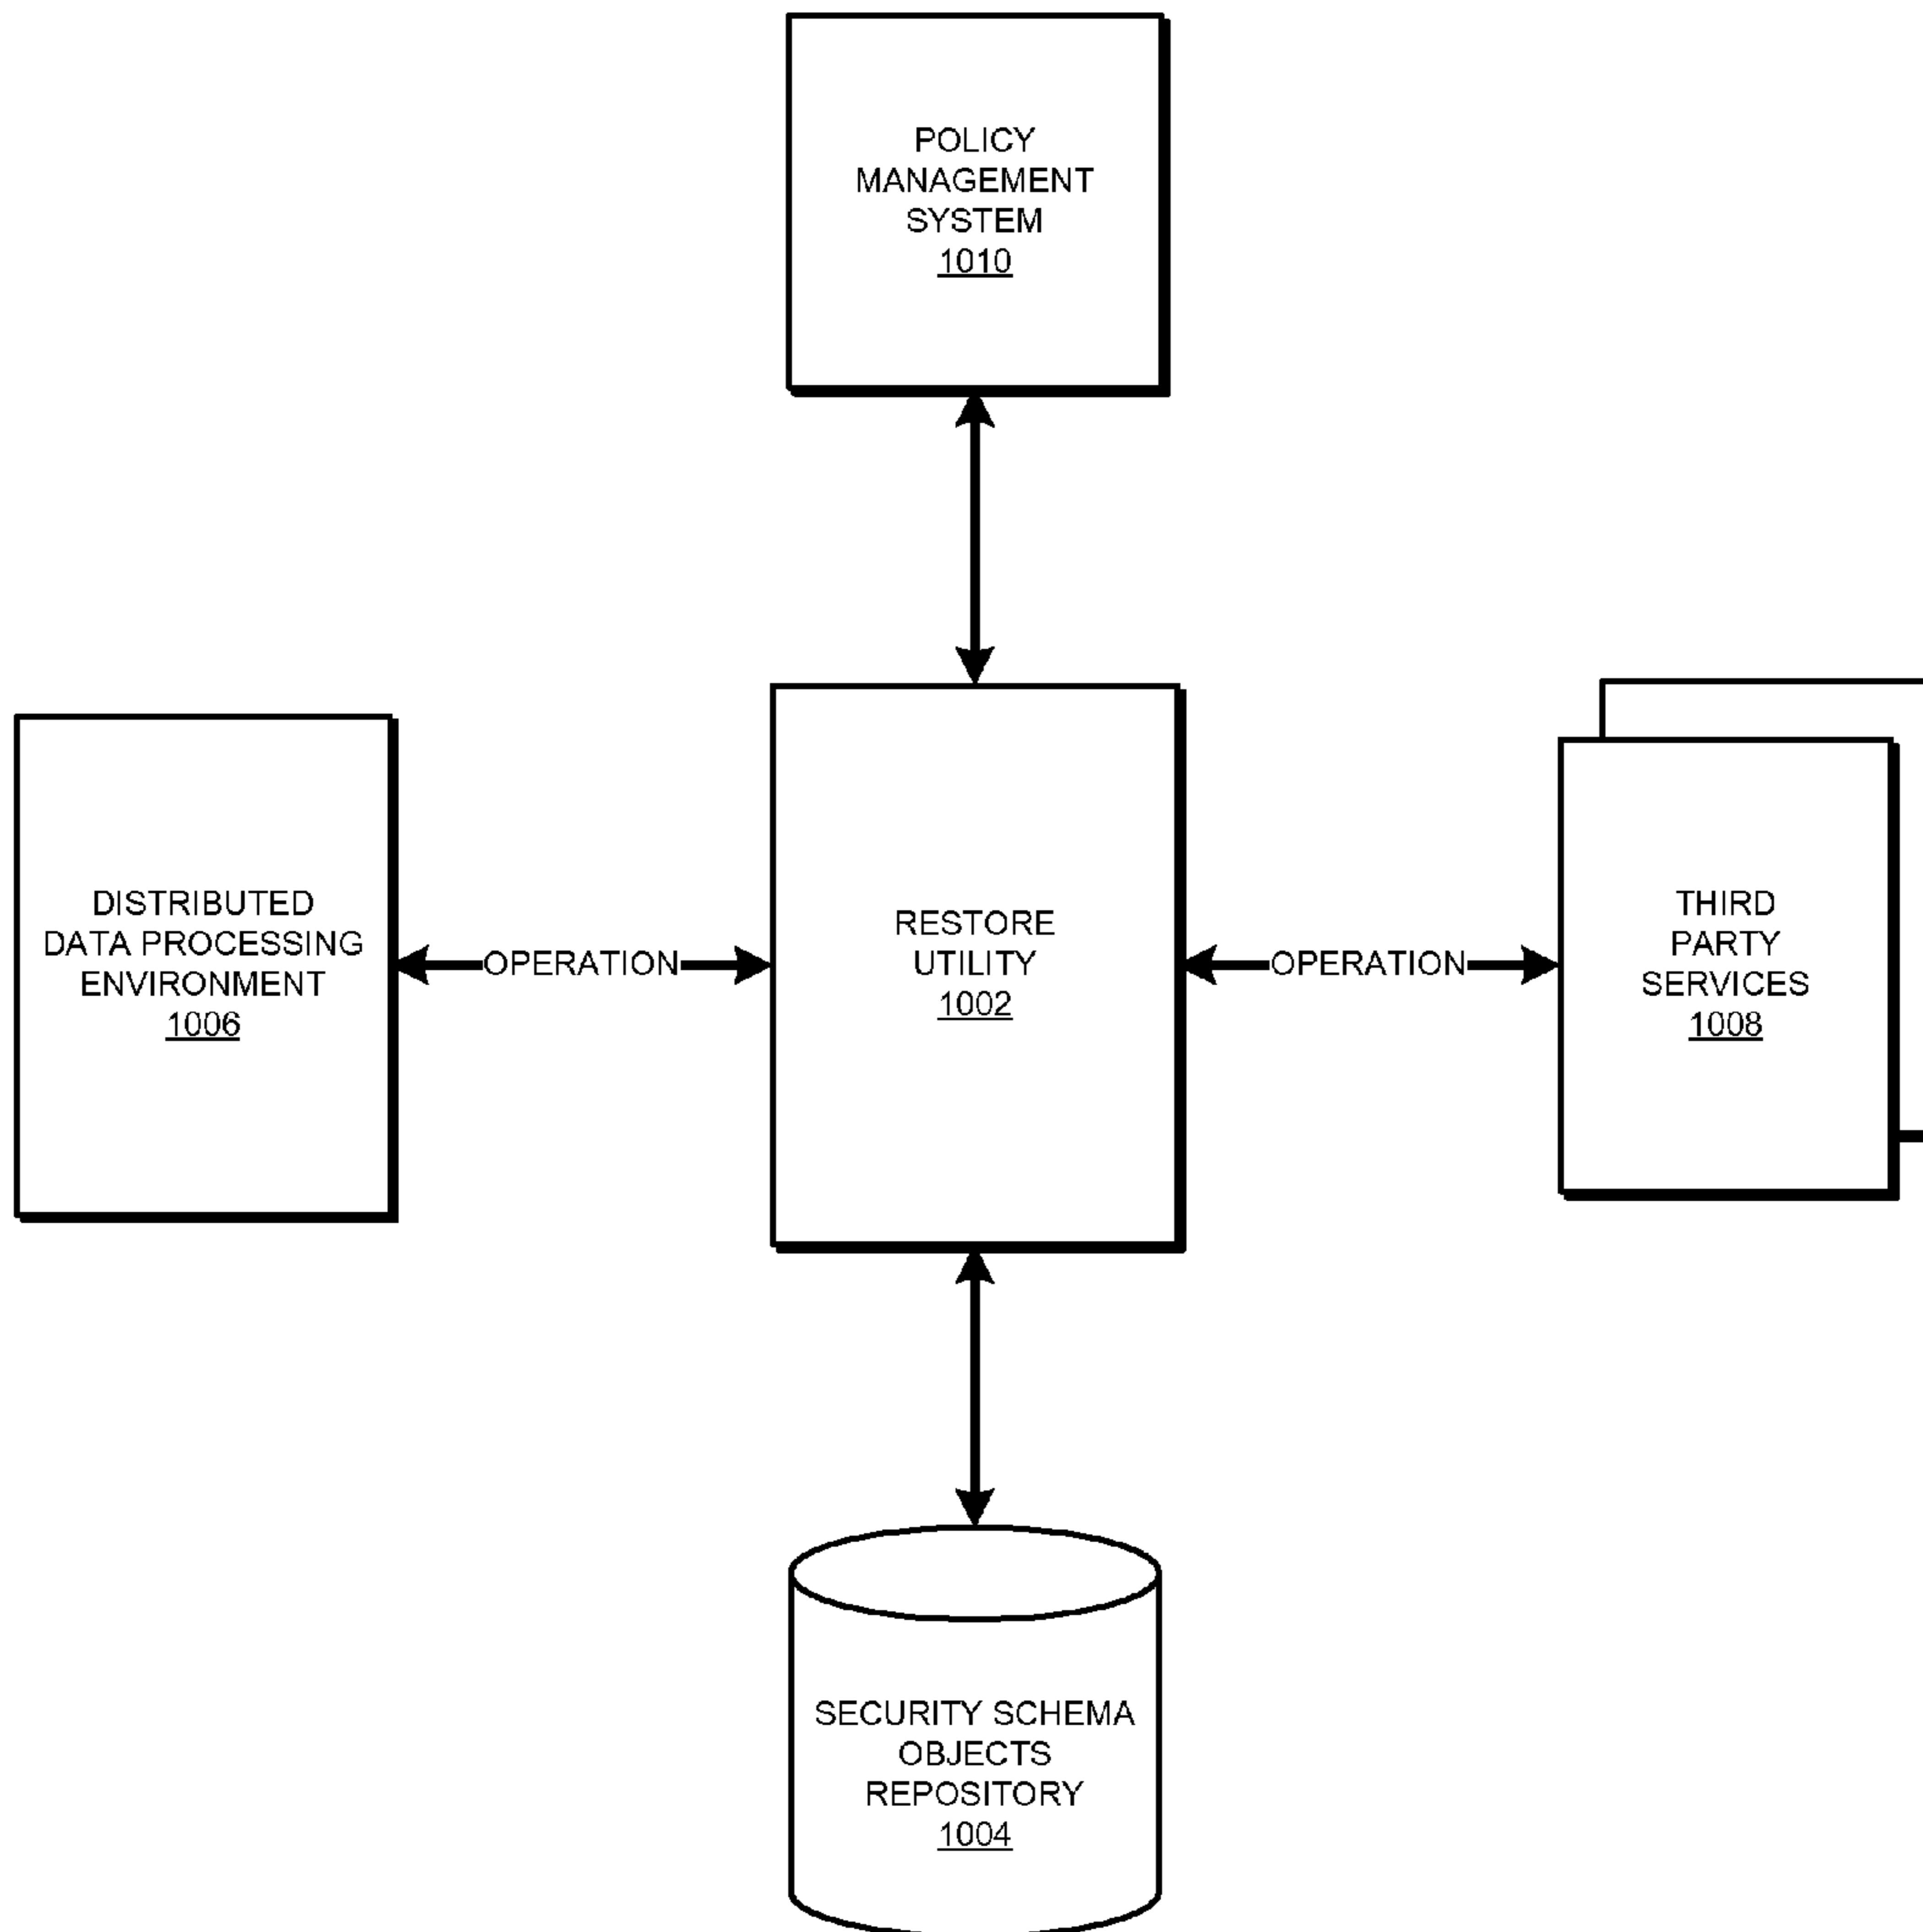 POLICY
MANAGEMENT
SYSTEM
1010
DISTRIBUTED
DATA PROCESSING
ENVIRONMENT
1006
OPERATION
RESTORE
UTILITY
1002
OPERATION
THIRD
PARTY
SERVICES
1008
SECURITY SCHEMA
OBJECTS
REPOSITORY
1004